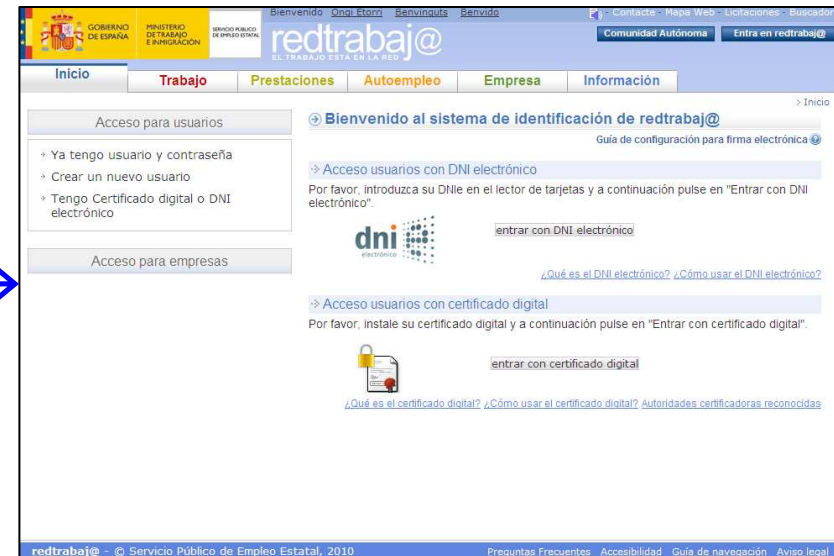 Bienvenido Ongi Etorri Benvinguts Benvido
- Contacte - Mapa Web - Licitaciones - Buscador
GOBIERNO DE ESPAÑA
MINISTERIO DE TRABAJO E INMIGRACIÓN
SERVICIO PÚBLICO DE EMPLEO ESTATAL
redtrabaj@
EL TRABAJO ESTA EN LA RED
Comunidad Autónoma
Entra en redtrabaj@
Inicio
Trabajo
Prestaciones
Autoempleo
Empresa
Información
> Inicio
Acceso para usuarios
Ya tengo usuario y contraseña
Crear un nuevo usuario
Tengo Certificado digital o DNI
electrónico
Acceso para empresas
Bienvenido al sistema de identificación de redtrabaj@
Guía de configuración para firma electrónica
Acceso usuarios con DNI electrónico
Por favor, introduzca su DNIe en el lector de tarjetas y a continuación pulse en "Entrar con DNI
electrónico".
dni
electrónico
entrar con DNI electrónico
¿Qué es el DNI electrónico? ¿Cómo usar el DNI electrónico?
Acceso usuarios con certificado digital
Por favor, instale su certificado digital y a continuación pulse en "Entrar con certificado digital".
entrar con certificado digital
¿Qué es el certificado digital? ¿Cómo usar el certificado digital? Autoridades certificadoras reconocidas
redtrabaj@ - © Servicio Público de Empleo Estatal, 2010
Preguntas Frecuentes Accesibilidad Guía de navegación Aviso legal